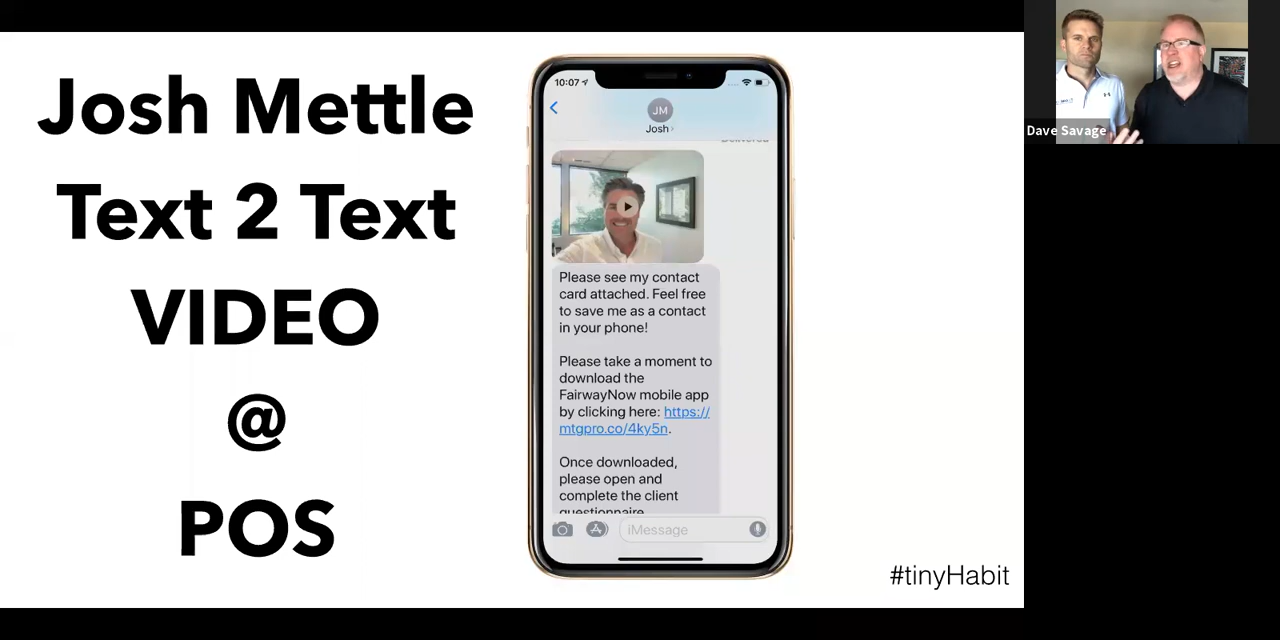 Josh Mettle
Text 2 Text
VIDEO
@
POS
10:07
JM
Josh
Delivered
Please see my contact
card attached. Feel free
to save me as a contact
in your phone!
Please take a moment to
download the
FairwayNow mobile app
by clicking here: https://
mtgpro.co/4ky5n.
Once downloaded,
please open and
complete the client
questionnaire
iMessage
#tinyHabit
Dave Savage